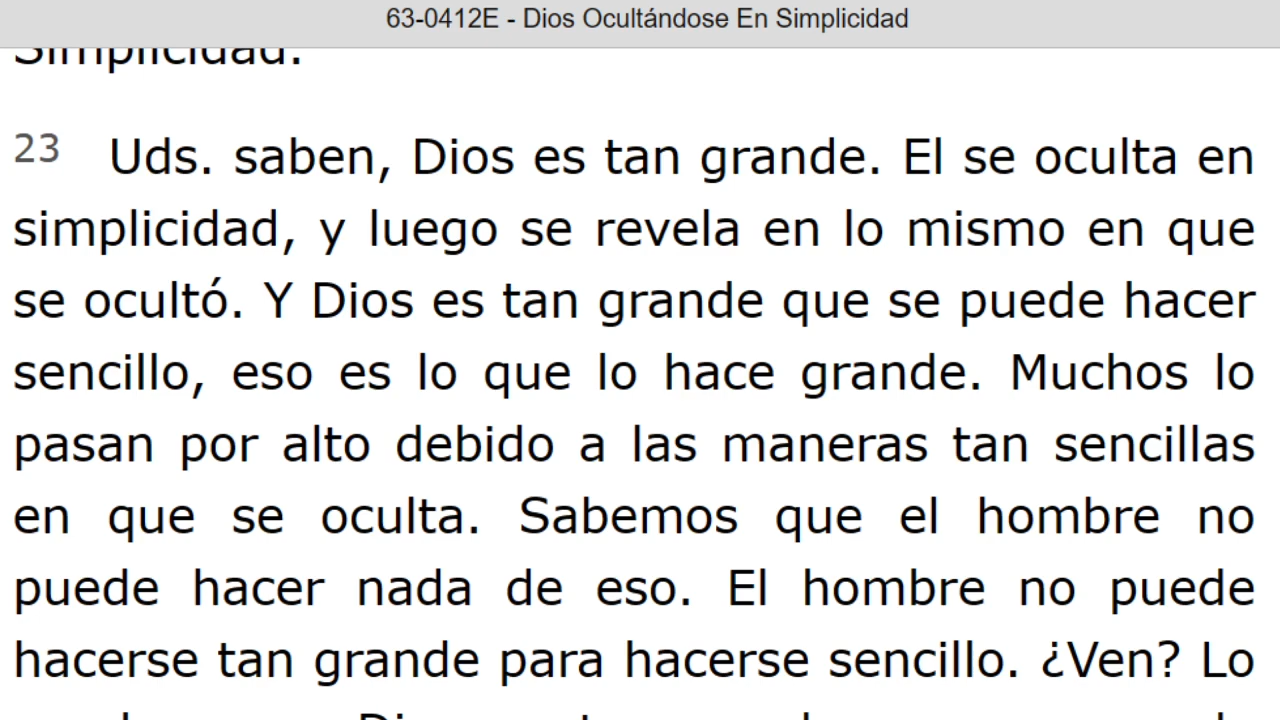 63-0412E - Dios Ocultándose En Simplicidad
Simplicidad.
23 Uds. saben, Dios es tan grande. El se oculta en
simplicidad, y luego se revela en lo mismo en que
se ocultó. Y Dios es tan grande que se puede hacer
sencillo, eso es lo que lo hace grande. Muchos lo
pasan por alto debido a las maneras tan sencillas
en que se oculta. Sabemos que el hombre no
puede hacer nada de eso. El hombre no puede
hacerse tan grande para hacerse sencillo. ¿Ven? Lo